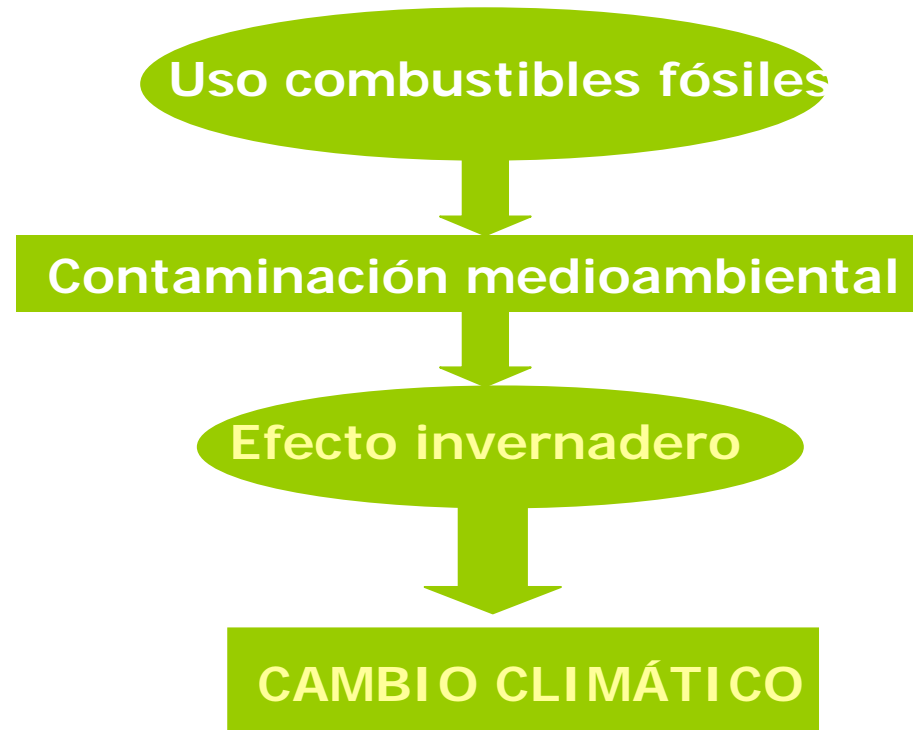 Uso combustibles fósiles
Contaminación medioambiental
Efecto invernadero
CAMBIO CLIMÁTICO